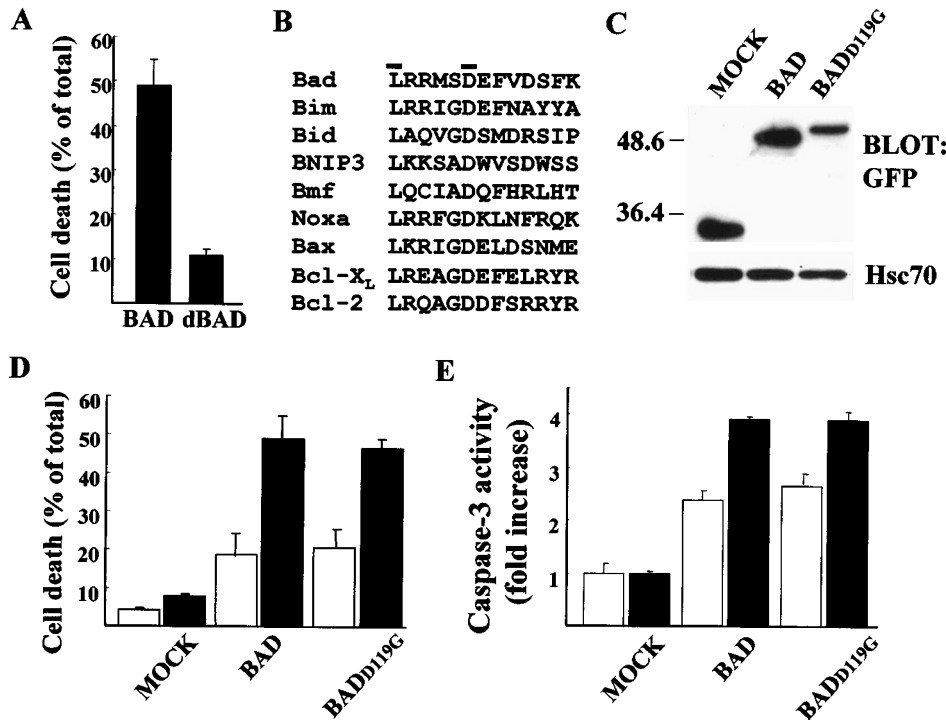 A
Cell death (% of total)
60
50
40
30
20
10
BAD dBAD
B
Bad LRRMSDEFVDSFK
Bim LRRIGDEFNAYYA
Bid LAQVGDSMDRSIP
BNIP3 LKKSADWVSDWSS
Bmf LQCIADQFHRLHT
Noxa LRRFGDKLNFRQK
Bax LKRIGDELDSNME
Bcl-XL LREAGDEFELRYR
Bcl-2 LRQAGDDFSRRYR
C
MOCK BAD BADD119G
48.6
36.4
BLOT:
GFP
Hsc70
D
Cell death (% of total)
60
50
40
30
20
10
MOCK BAD BADD119G
E
Caspase-3 activity
(fold increase)
4
3
2
1
MOCK BAD BADD119G